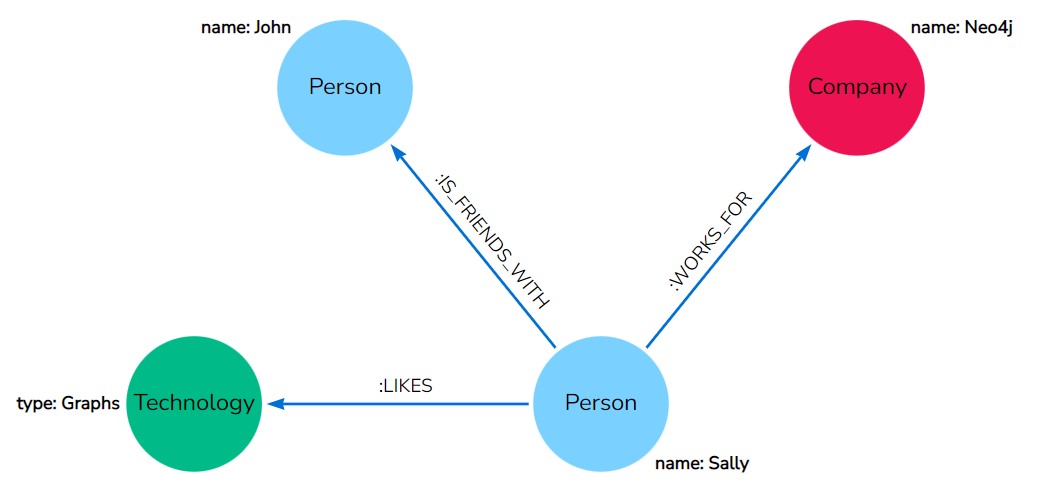 name: John
Person
name: Neo4j
Company
:IS_FRIENDS_WITH
:WORKS_FOR
type: Graphs
Technology
:LIKES
Person
name: Sally